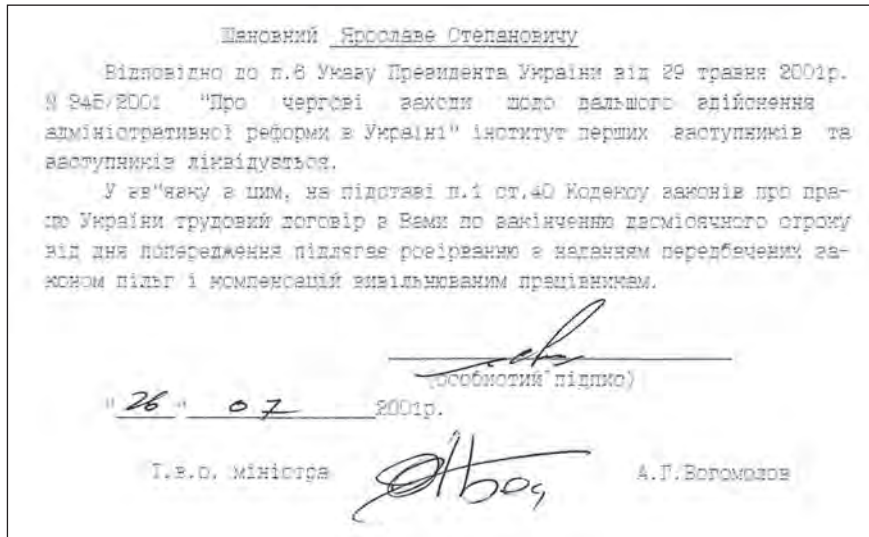 Шановний Ярославе Степановичу
Відповідно до п.6 Указу Президента України від 29 травня 2001р.
N 945/2001 "Про чергові заходи щодо дальшого здійснення
адміністративної реформи в Україні" інститут перших заступників та
заступників ліквідується.
У зв"язку з цим, на підставі п.1 ст.40 Кодексу законів про пра-
цю України трудовий договір з Вами по закінченню двомісячного строку
від дня попередження підлягає розірванню з наданням передбачених за-
коном пільг і компенсацій вивільнюваним працівникам.
(особистий підпис)
"26" 07 2001р.
Т.в.о. міністра А.Г.Богомолов